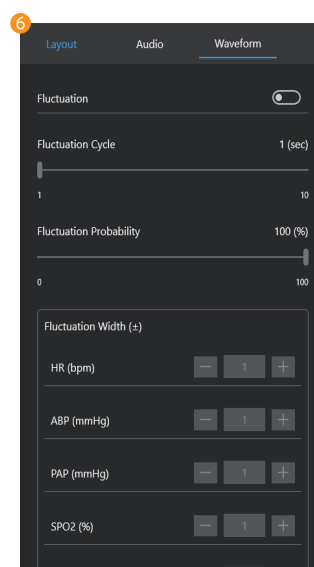 6
Layout Audio Waveform
Fluctuation
Fluctuation Cycle 1 (sec)
1 10
Fluctuation Probability 100 (%)
0 100
Fluctuation Width (±)
HR (bpm) − 1 +
ABP (mmHg) − 1 +
PAP (mmHg) − 1 +
SPO2 (%) − 1 +